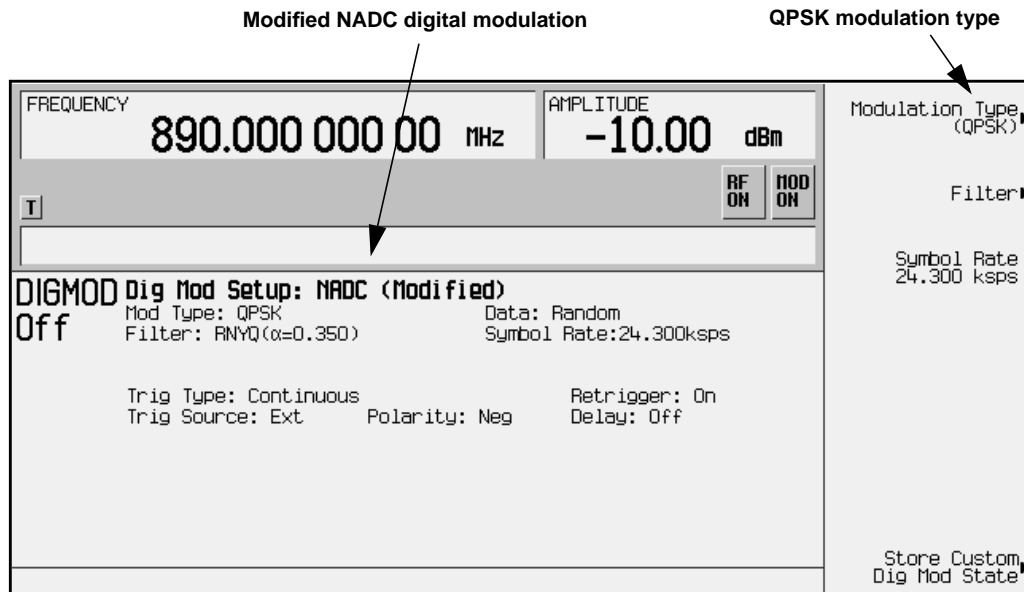 Modified NADC digital modulation
QPSK modulation type
FREQUENCY
890.000 000 00 MHz
AMPLITUDE
-10.00 dBm
Modulation Type
(QPSK)
RF
ON
MOD
ON
T
Filter
Symbol Rate
24.300 ksps
DIGMOD
Off
Dig Mod Setup: NADC (Modified)
Mod Type: QPSK Data: Random
Filter: RNYQ(α=0.350) Symbol Rate:24.300ksps
Trig Type: Continuous Retrigger: On
Trig Source: Ext Polarity: Neg Delay: Off
Store Custom
Dig Mod State